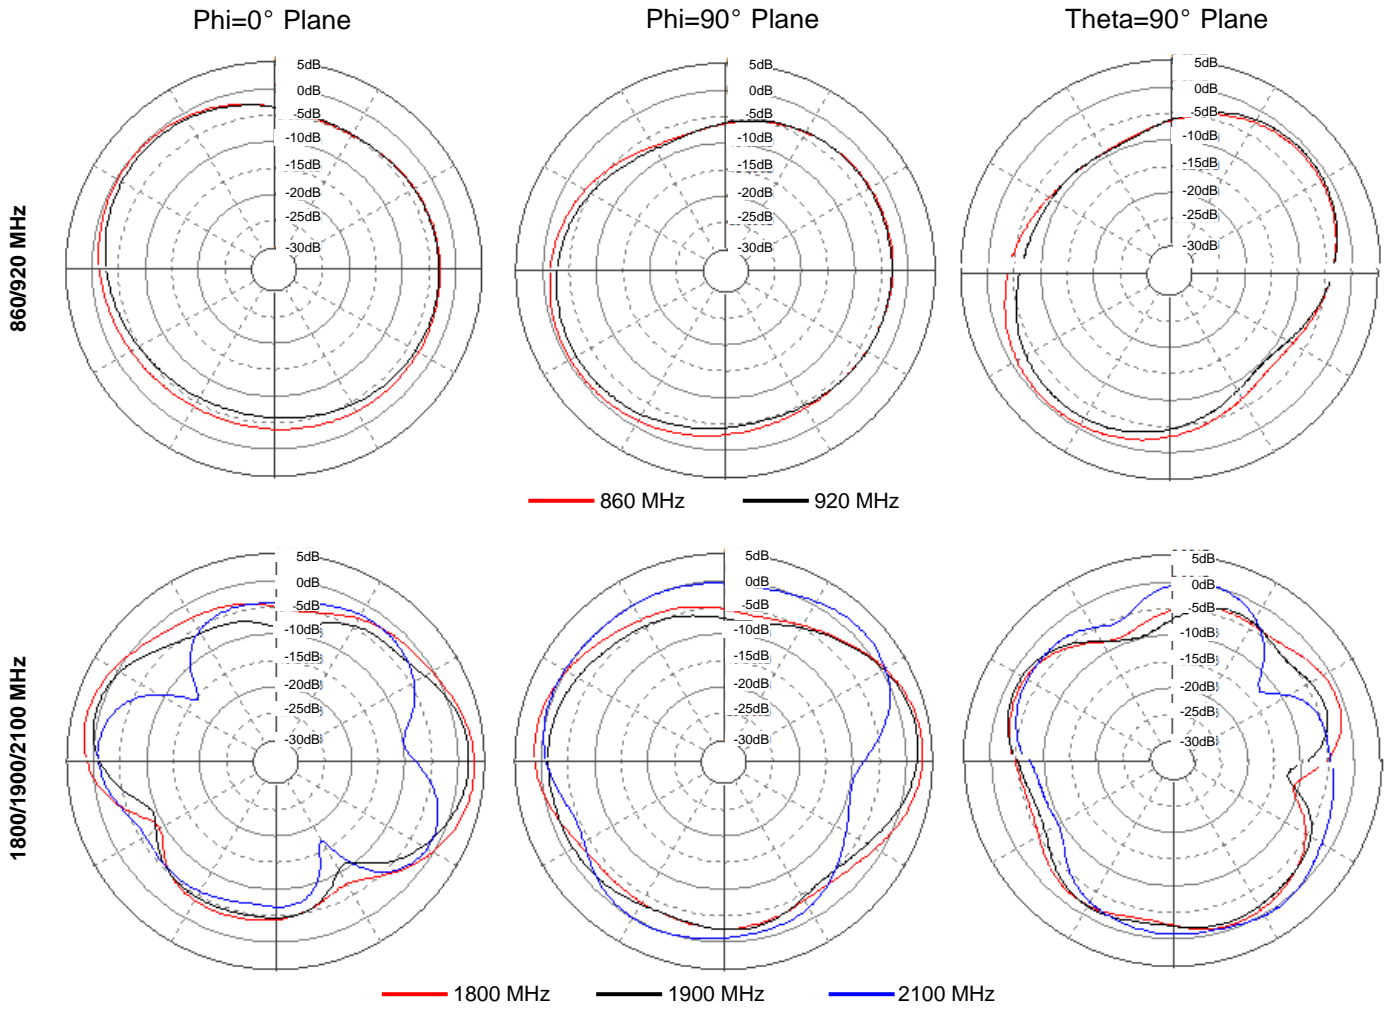 Phi=0° Plane
Phi=90° Plane
Theta=90° Plane
860/920 MHz
5dB
0dB
-5dB
-10dB
-15dB
-20dB
-25dB
-30dB
5dB
0dB
-5dB
-10dB
-15dB
-20dB
-25dB
-30dB
5dB
0dB
-5dB
-10dB
-15dB
-20dB
-25dB
-30dB
860 MHz
920 MHz
1800/1900/2100 MHz
5dB
0dB
-5dB
-10dB
-15dB
-20dB
-25dB
-30dB
5dB
0dB
-5dB
-10dB
-15dB
-20dB
-25dB
-30dB
5dB
0dB
-5dB
-10dB
-15dB
-20dB
-25dB
-30dB
1800 MHz
1900 MHz
2100 MHz